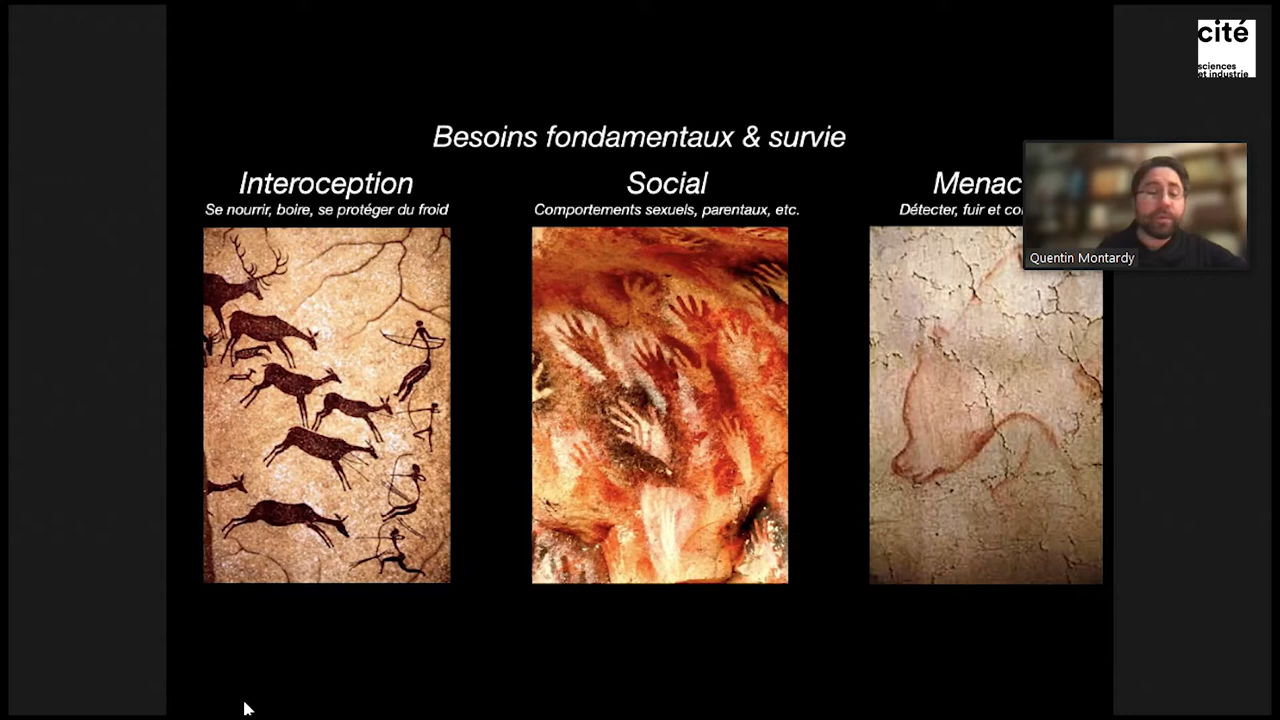 cité
sciences
et industrie
Besoins fondamentaux & survie
Interoception
Se nourrir, boire, se protéger du froid
Social
Comportements sexuels, parentaux, etc.
Menac
Détecter, fuir et co
Quentin Montardy